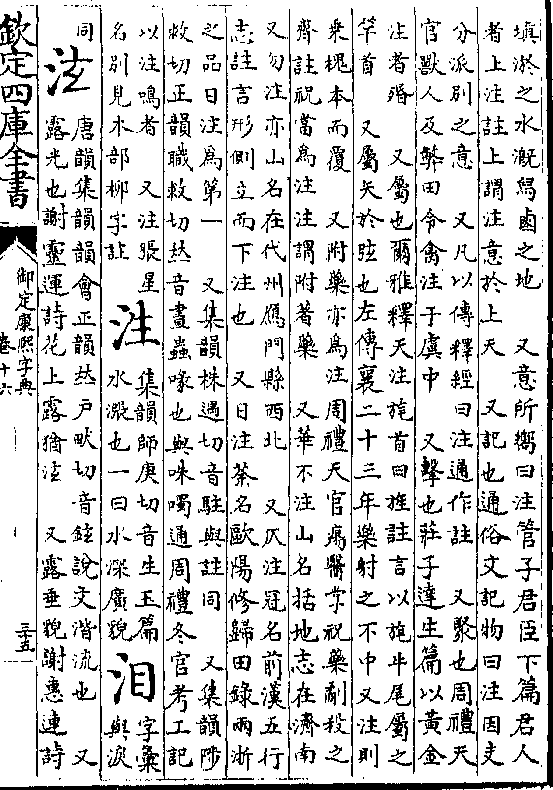 填淤之水溉舄鹵之地　又意所嚮曰注管子君臣下篇君人
者上注註上謂注意於上天　又記也通俗文記物曰注因支
分派別之意　又凡以傳釋經曰注通作註　又聚也周禮天
官獸人及弊田令禽注于虞中　又擊也莊子達生篇以黃金
注者殙　又屬也爾雅釋天注旄首曰旌註言以旄牛尾屬之
竿首　又屬矢於弦也左傳襄二十三年樂射之不中又注則
乗槐本而覆　又附藥亦為注周禮天官瘍醫掌祝藥劀殺之
齊註祝當為注注謂附著藥　又華不注山名括地志在濟南
又勿注亦山名在代州鴈門縣西北　又仄注冠名前漢五行
志註言形側立而下注也　又日注茶名歐陽修歸田錄兩浙
之品日注為第一　又集韻株遇切音駐與註同　又集韻陟
救切正韻職救切𠀤音晝蟲喙也與咮噣通周禮冬官考工記
以注鳴者　又注張星
名別見木部柳字註
泩
集韻師庚切音生玉篇
水漲也一曰水深廣貌
泪
字彙
與淚
同
泫
唐韻集韻韻會正韻𠀤戸畎切音鉉說文湝流也　又
露光也謝靈運詩花上露猶泫　又露垂貌謝惠連詩
欽定四庫全書
御定康熙字典
卷十六
三十五